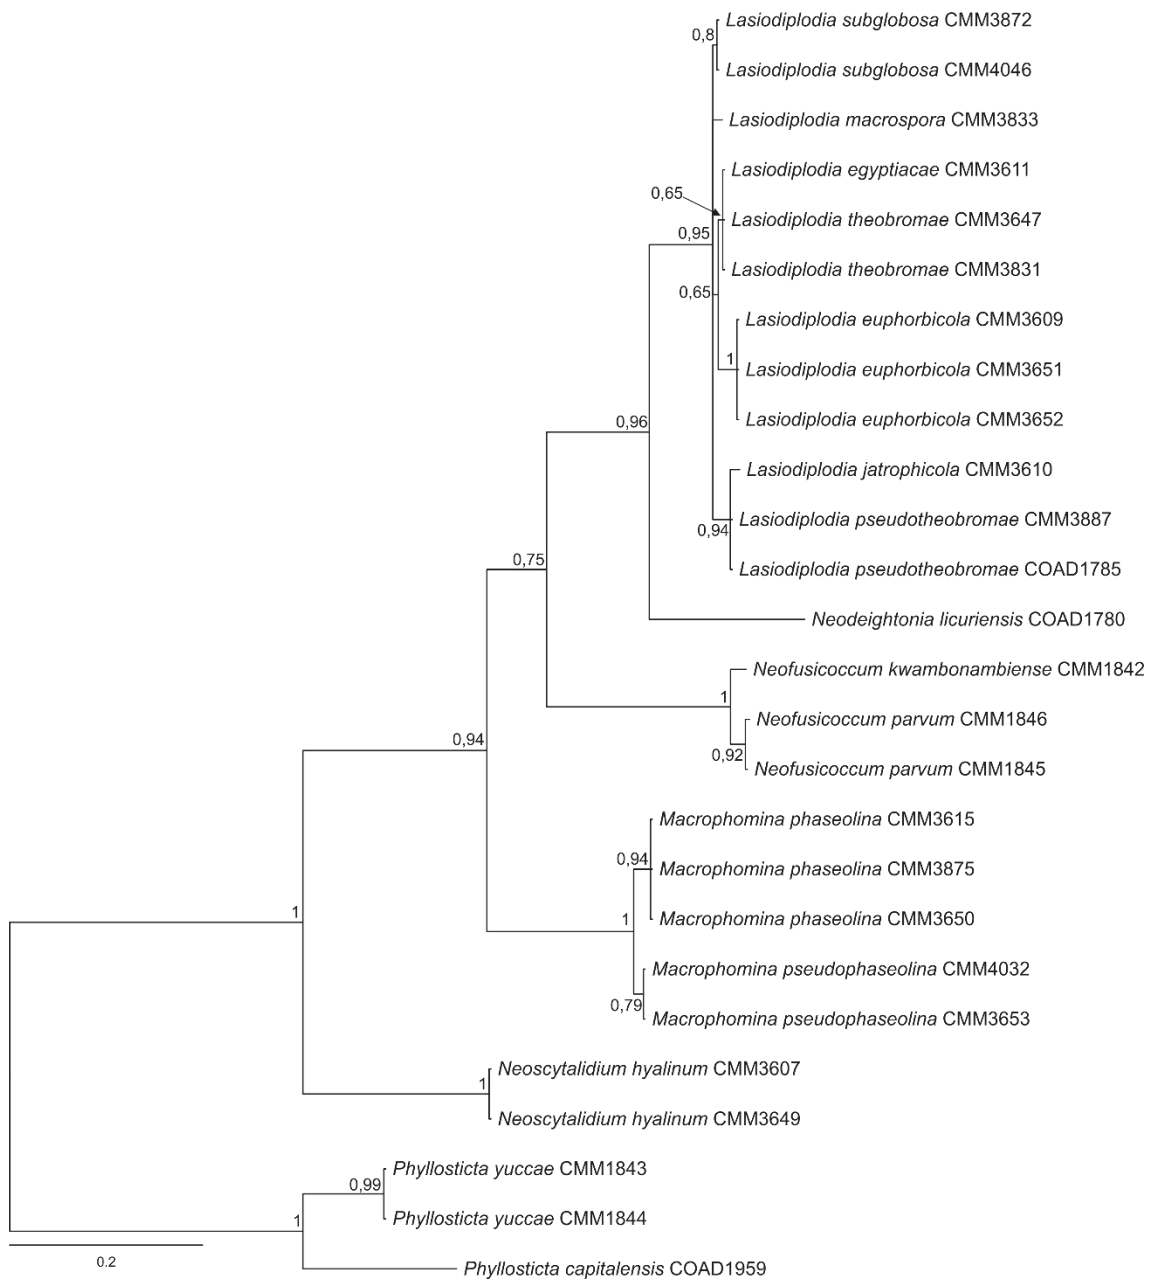 Lasiodiplodia subglobosa CMM3872
0,8
Lasiodiplodia subglobosa CMM4046
Lasiodiplodia macrospora CMM3833
Lasiodiplodia egyptiacae CMM3611
0,65
Lasiodiplodia theobromae CMM3647
0,95
Lasiodiplodia theobromae CMM3831
0,65
Lasiodiplodia euphorbicola CMM3609
1
Lasiodiplodia euphorbicola CMM3651
Lasiodiplodia euphorbicola CMM3652
0,96
Lasiodiplodia jatrophicola CMM3610
Lasiodiplodia pseudotheobromae CMM3887
0,94
0,75
Lasiodiplodia pseudotheobromae COAD1785
Neodeightonia licuriensis COAD1780
Neofusicoccum kwambonambiense CMM1842
1
Neofusicoccum parvum CMM1846
0,94
0,92
Neofusicoccum parvum CMM1845
Macrophomina phaseolina CMM3615
0,94
Macrophomina phaseolina CMM3875
1
1
Macrophomina phaseolina CMM3650
Macrophomina pseudophaseolina CMM4032
0,79
Macrophomina pseudophaseolina CMM3653
Neoscytalidium hyalinum CMM3607
1
Neoscytalidium hyalinum CMM3649
Phyllosticta yuccae CMM1843
0,99
Phyllosticta yuccae CMM1844
1
0.2
Phyllosticta capitalensis COAD1959